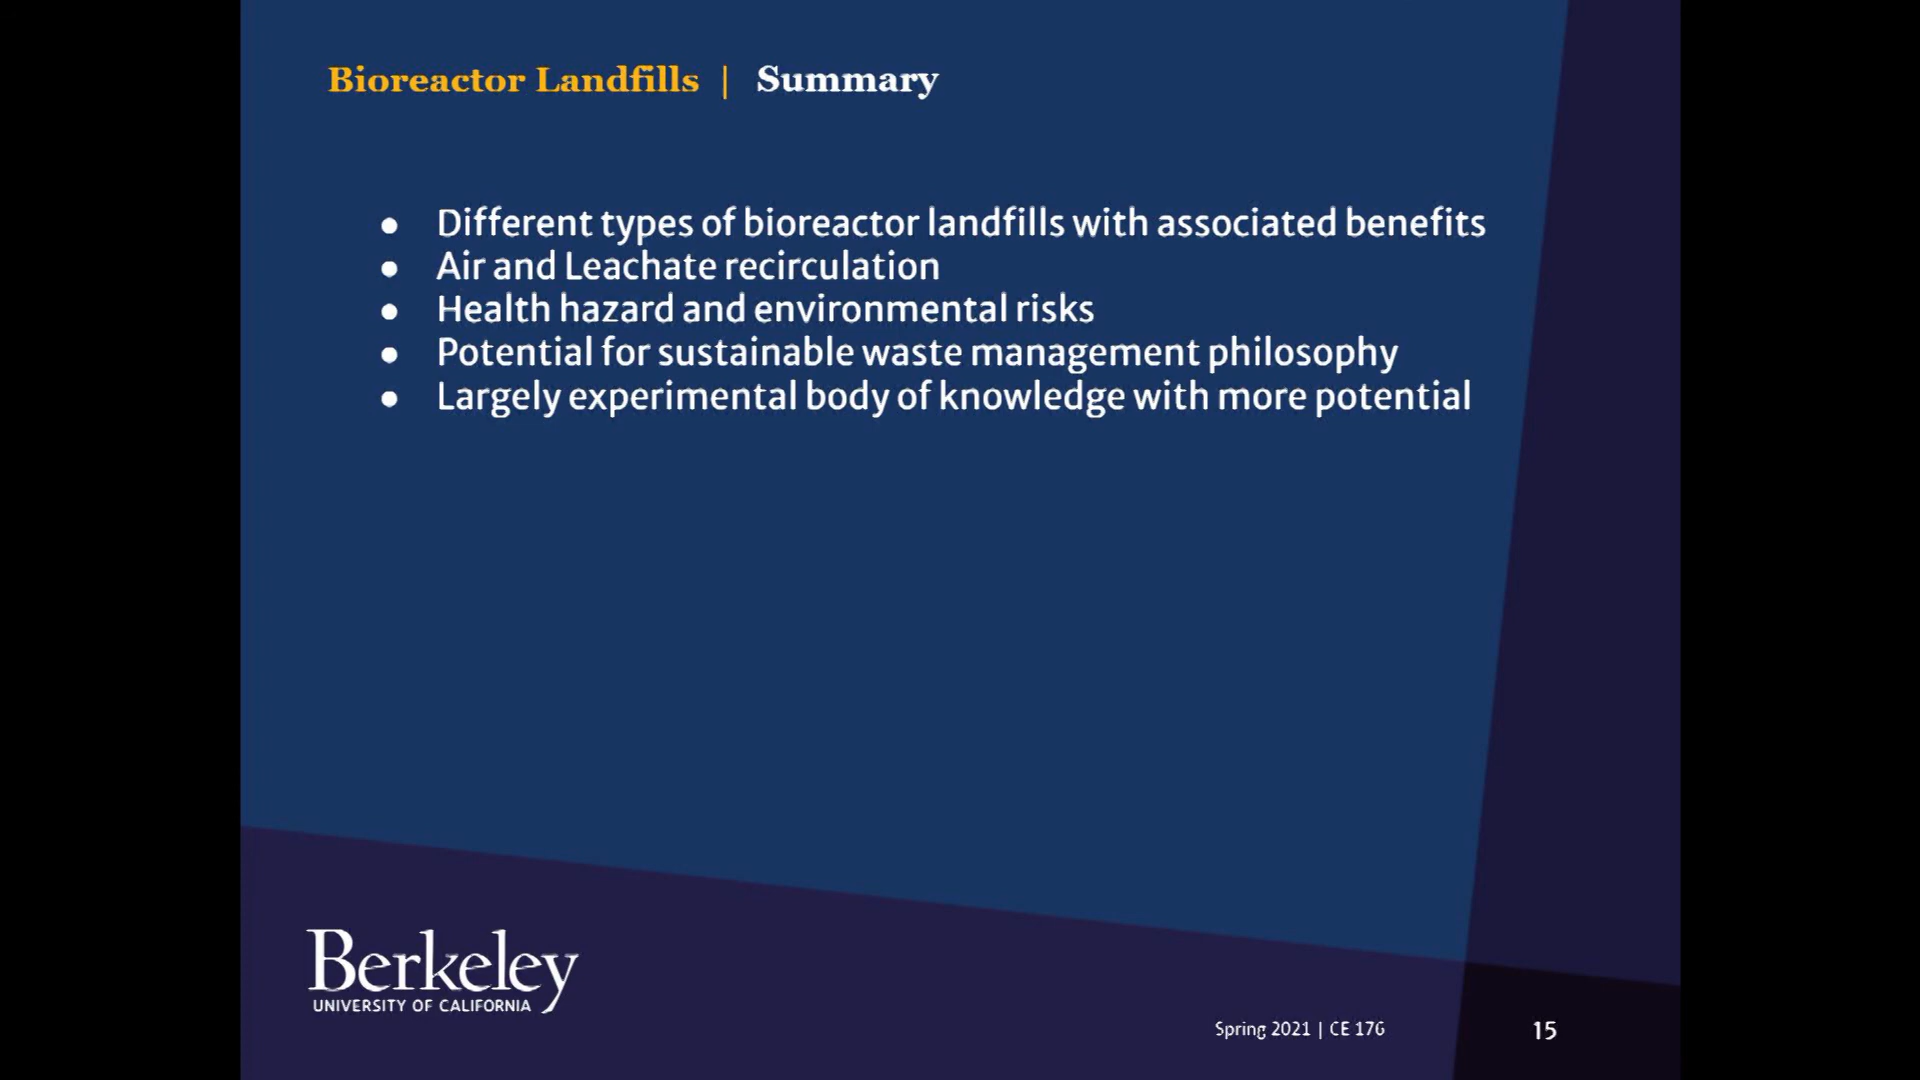 Bioreactor Landfills | Summary
● Different types of bioreactor landfills with associated benefits
● Air and Leachate recirculation
● Health hazard and environmental risks
● Potential for sustainable waste management philosophy
● Largely experimental body of knowledge with more potential
Berkeley
UNIVERSITY OF CALIFORNIA
Spring 2021 | CE 176
15